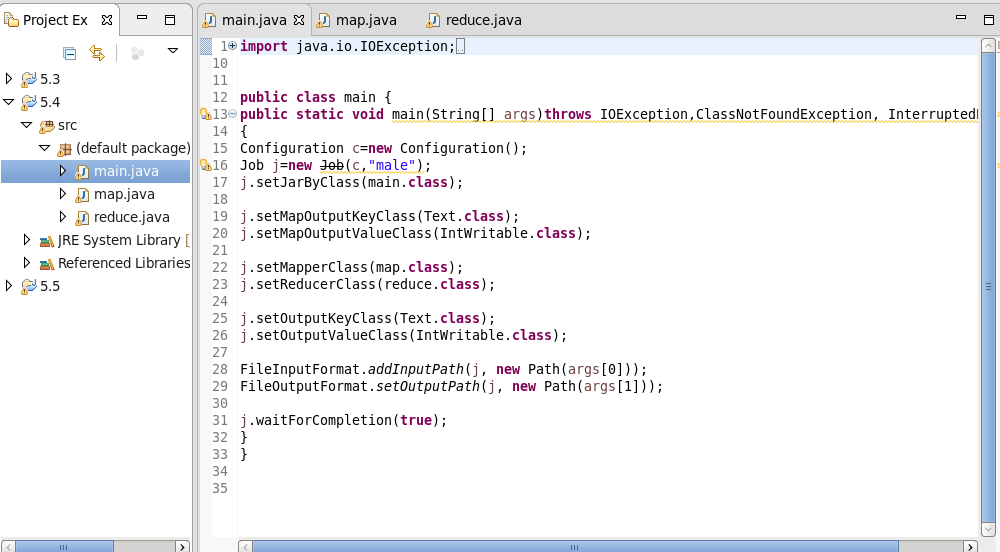 Project Ex
5.3
5.4
src
(default package)
main.java
map.java
reduce.java
JRE System Library [
Referenced Libraries
5.5
main.java
map.java
reduce.java
1 import java.io.IOException;
10
11
12 public class main {
13 public static void main(String[] args)throws IOException,ClassNotFoundException, Interrupted
14 {
15 Configuration c=new Configuration();
16 Job j=new Job(c,"male");
17 j.setJarByClass(main.class);
18
19 j.setMapOutputKeyClass(Text.class);
20 j.setMapOutputValueClass(IntWritable.class);
21
22 j.setMapperClass(map.class);
23 j.setReducerClass(reduce.class);
24
25 j.setOutputKeyClass(Text.class);
26 j.setOutputValueClass(IntWritable.class);
27
28 FileInputFormat.addInputPath(j, new Path(args[0]));
29 FileOutputFormat.setOutputPath(j, new Path(args[1]));
30
31 j.waitForCompletion(true);
32 }
33 }
34
35